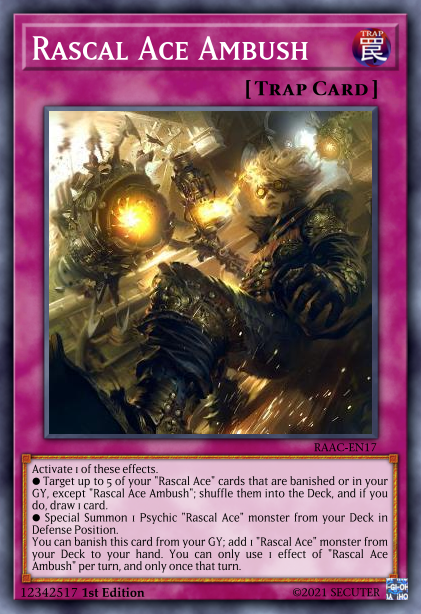 Rascal Ace Ambush
TRAP
罠
[Trap Card]
RAAC-EN17
Activate 1 of these effects.
● Target up to 5 of your "Rascal Ace" cards that are banished or in your
GY, except "Rascal Ace Ambush"; shuffle them into the Deck, and if you
do, draw 1 card.
● Special Summon 1 Psychic "Rascal Ace" monster from your Deck in
Defense Position.
You can banish this card from your GY; add 1 "Rascal Ace" monster from
your Deck to your hand. You can only use 1 effect of "Rascal Ace
Ambush" per turn, and only once that turn.
12342517 1st Edition
©2021 SECUTER